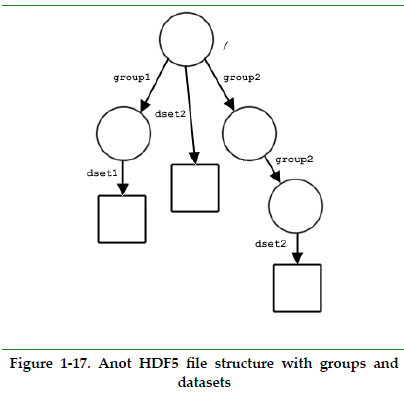 /
group1
group2
dset2
group2
dset1
dset2
Figure 1-17. Anot HDF5 file structure with groups and
datasets